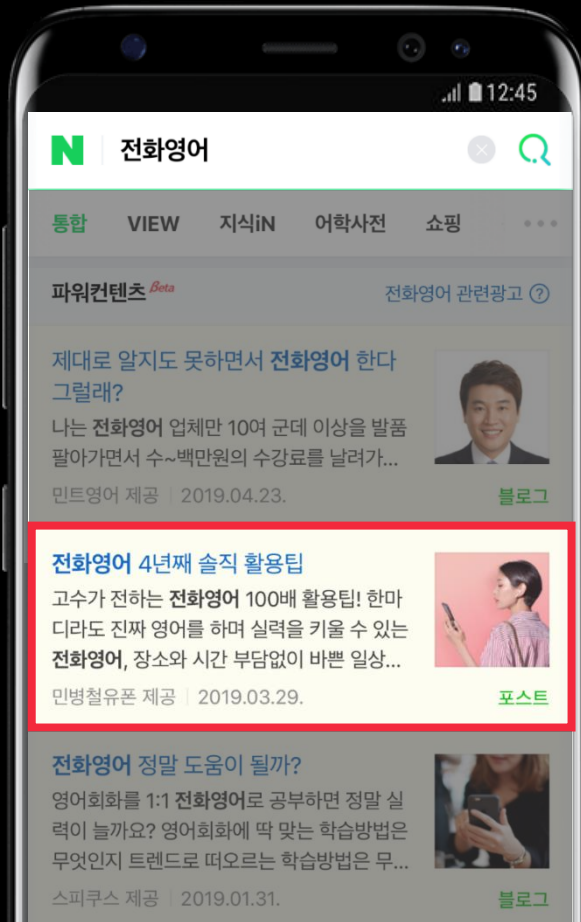 12:45
N 전화영어
통합 VIEW 지식iN 어학사전 쇼핑
파워컨텐츠 Beta 전화영어 관련광고 ?
제대로 알지도 못하면서 전화영어 한다
그럴래?
나는 전화영어 업체만 10여 군데 이상을 발품
팔아가면서 수~백만원의 수강료를 날려가...
민트영어 제공 2019.04.23. 블로그
전화영어 4년째 솔직 활용팁
고수가 전하는 전화영어 100배 활용팁! 한마
디라도 진짜 영어를 하며 실력을 키울 수 있는
전화영어, 장소와 시간 부담없이 바쁜 일상...
민병철유폰 제공 2019.03.29. 포스트
전화영어 정말 도움이 될까?
영어회화를 1:1 전화영어로 공부하면 정말 실
력이 늘까요? 영어회화에 딱 맞는 학습방법은
무엇인지 트렌드로 떠오르는 학습방법은 무...
스피쿠스 제공 2019.01.31. 블로그